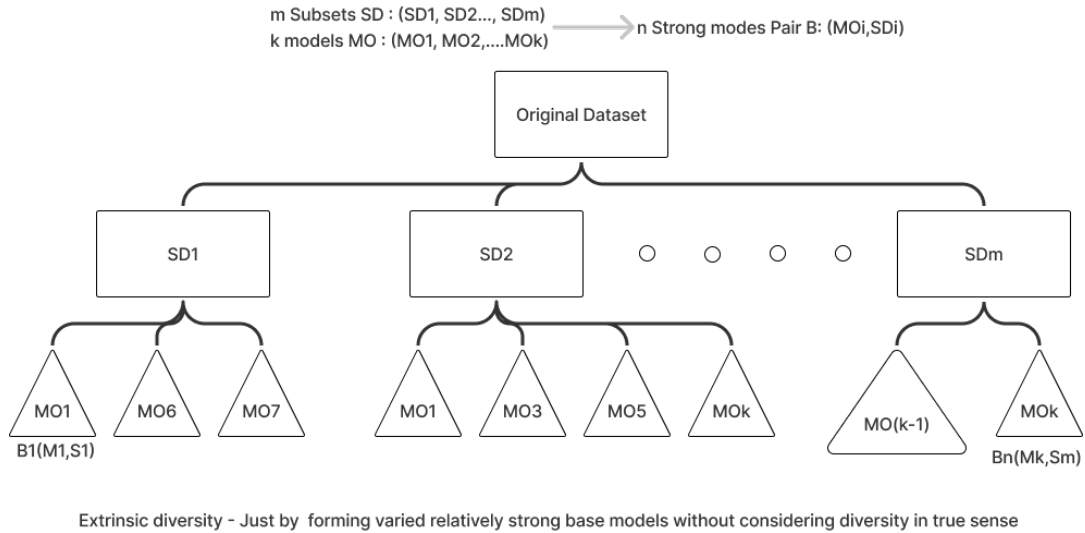 m Subsets SD : (SD1, SD2..., SDm)
k models MO : (MO1, MO2,....MOk)
n Strong modes Pair B: (MOi,SDi)
Original Dataset
SD1
SD2
SDm
MO1
MO6
MO7
MO1
MO3
MO5
MOk
MO(k-1)
MOk
B1(M1,S1)
Bn(Mk,Sm)
Extrinsic diversity - Just by forming varied relatively strong base models without considering diversity in true sense